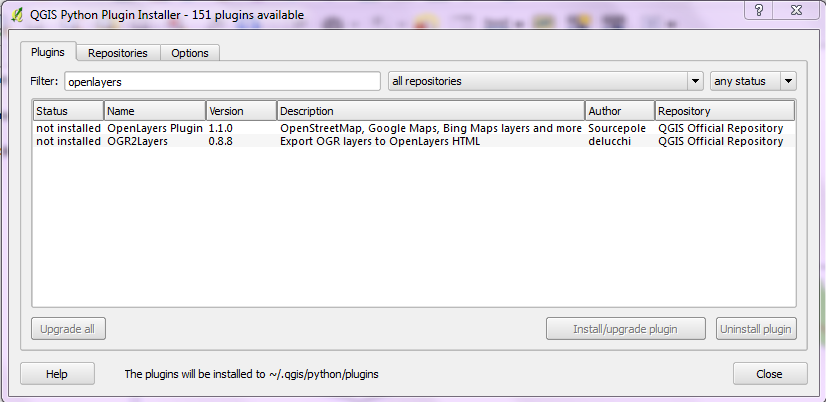 QGIS Python Plugin Installer - 151 plugins available
?
Plugins Repositories Options
Filter: openlayers all repositories any status
Status Name Version Description Author Repository
not installed OpenLayers Plugin 1.1.0 OpenStreetMap, Google Maps, Bing Maps layers and more Sourcepole QGIS Official Repository
not installed OGR2Layers 0.8.8 Export OGR layers to OpenLayers HTML delucchi QGIS Official Repository
Upgrade all Install/upgrade plugin Uninstall plugin
Help The plugins will be installed to ~/.qgis/python/plugins Close